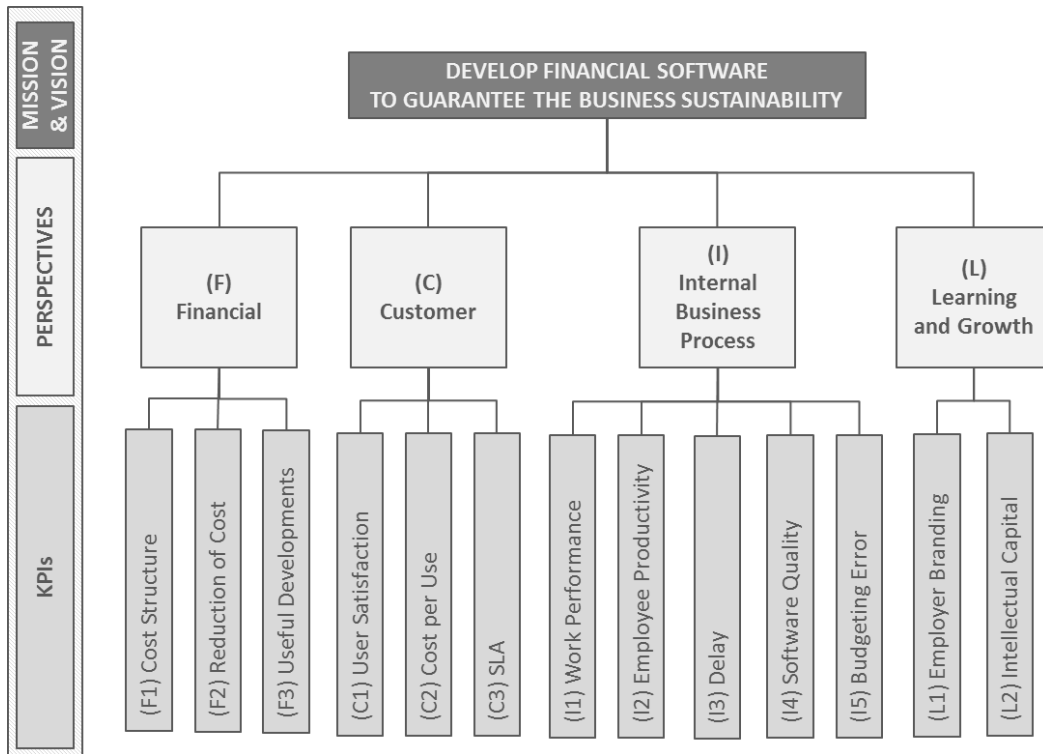 MISSION
& VISION
DEVELOP FINANCIAL SOFTWARE
TO GUARANTEE THE BUSINESS SUSTAINABILITY
PERSPECTIVES
(F)
Financial
(C)
Customer
(I)
Internal
Business
Process
(L)
Learning
and Growth
KPIs
(F1) Cost Structure
(F2) Reduction of Cost
(F3) Useful Developments
(C1) User Satisfaction
(C2) Cost per Use
(C3) SLA
(I1) Work Performance
(I2) Employee Productivity
(I3) Delay
(I4) Software Quality
(I5) Budgeting Error
(L1) Employer Branding
(L2) Intellectual Capital